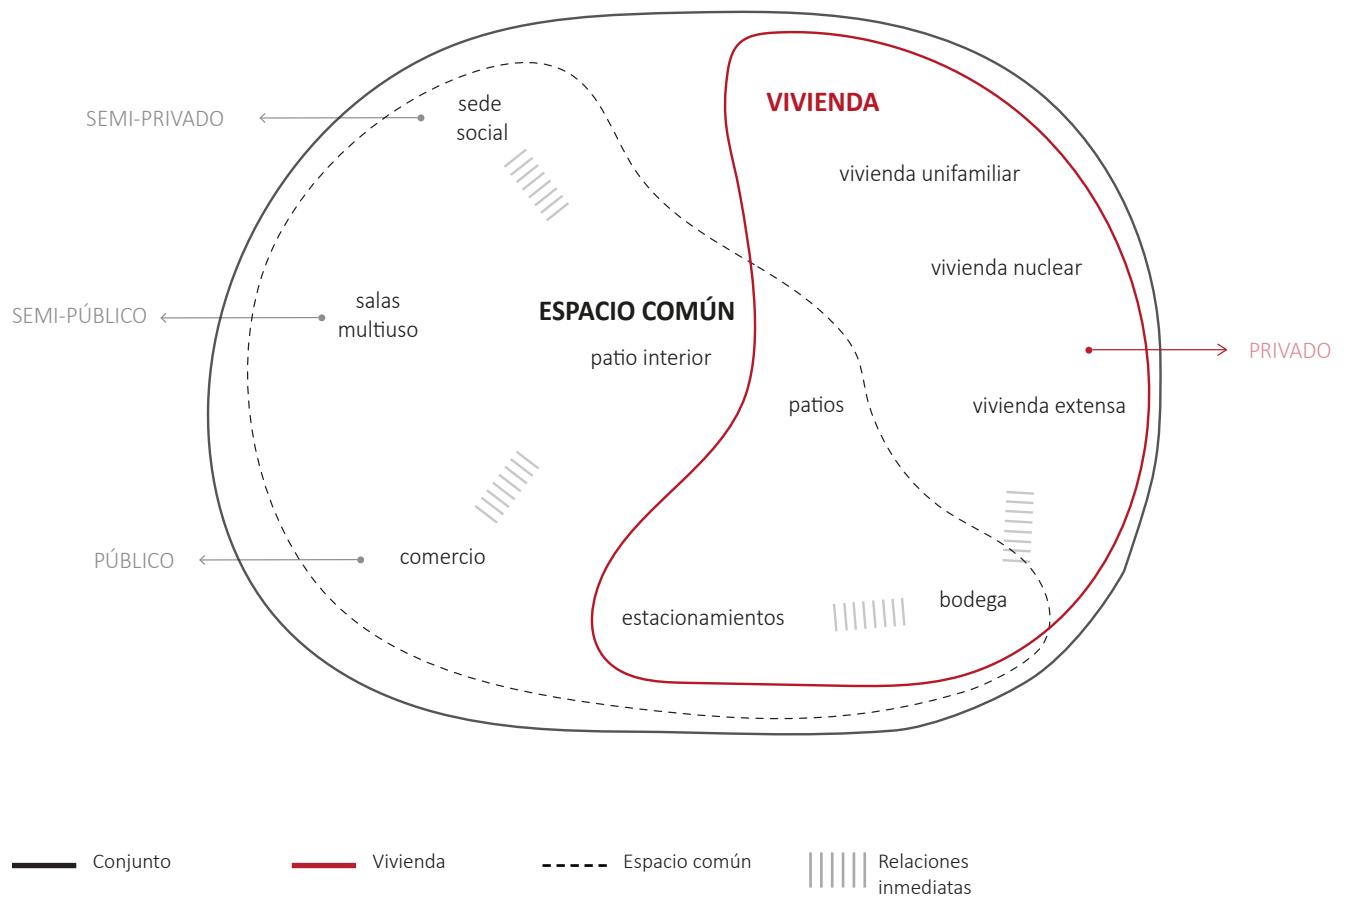 VIVIENDA
sede
social
SEMI-PRIVADO
vivienda unifamiliar
vivienda nuclear
salas
multiuso
SEMI-PÚBLICO
ESPACIO COMÚN
patio interior
PRIVADO
patios
vivienda extensa
comercio
PÚBLICO
bodega
estacionamientos
Conjunto
Vivienda
Espacio común
Relaciones
inmediatas